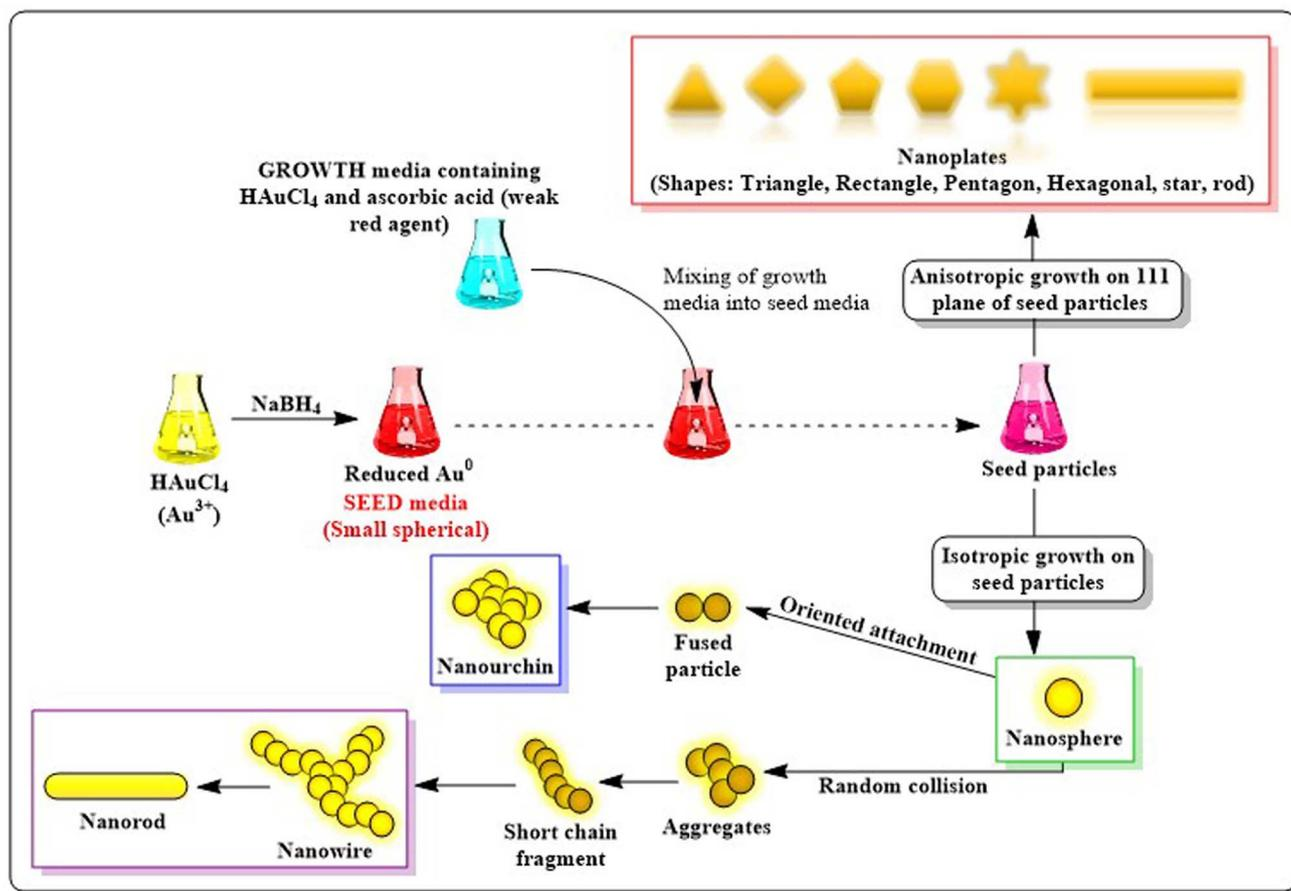 Nanoplates
(Shapes: Triangle, Rectangle, Pentagon, Hexagonal, star, rod)
GROWTH media containing
HAuCl₄ and ascorbic acid (weak
red agent)
Mixing of growth
media into seed media
Anisotropic growth on 111
plane of seed particles
NaBH₄
HAuCl₄
(Au³⁺)
Reduced Au⁰
SEED media
(Small spherical)
Seed particles
Isotropic growth on
seed particles
Oriented attachment
Fused
particle
Nanourchin
Nanosphere
Random collision
Aggregates
Short chain
fragment
Nanowire
Nanorod